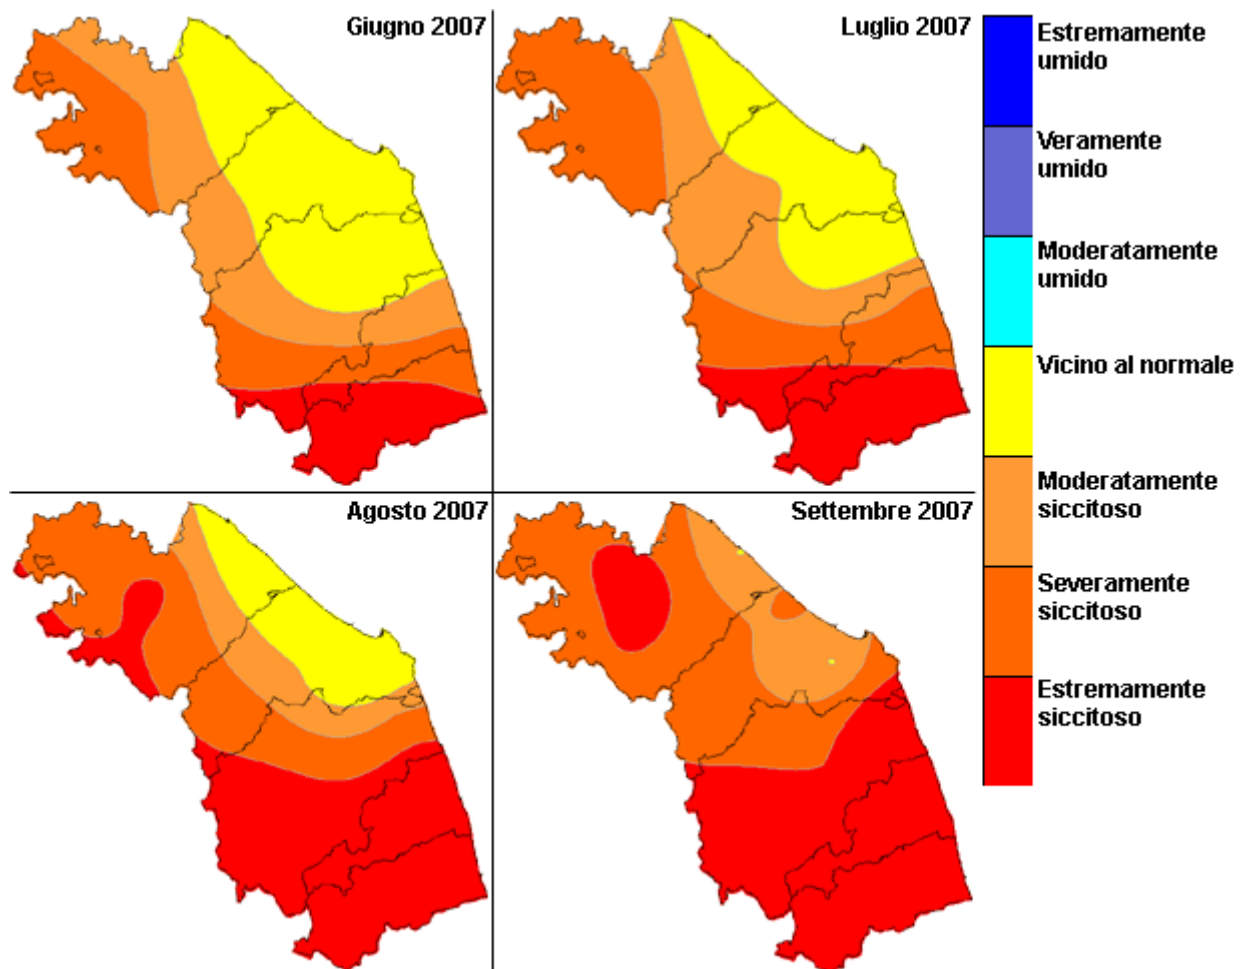 Giugno 2007
Luglio 2007
Agosto 2007
Settembre 2007
Estremamente
umido
Veramente
umido
Moderatamente
umido
Vicino al normale
Moderatamente
siccitoso
Severamente
siccitoso
Estremamente
siccitoso